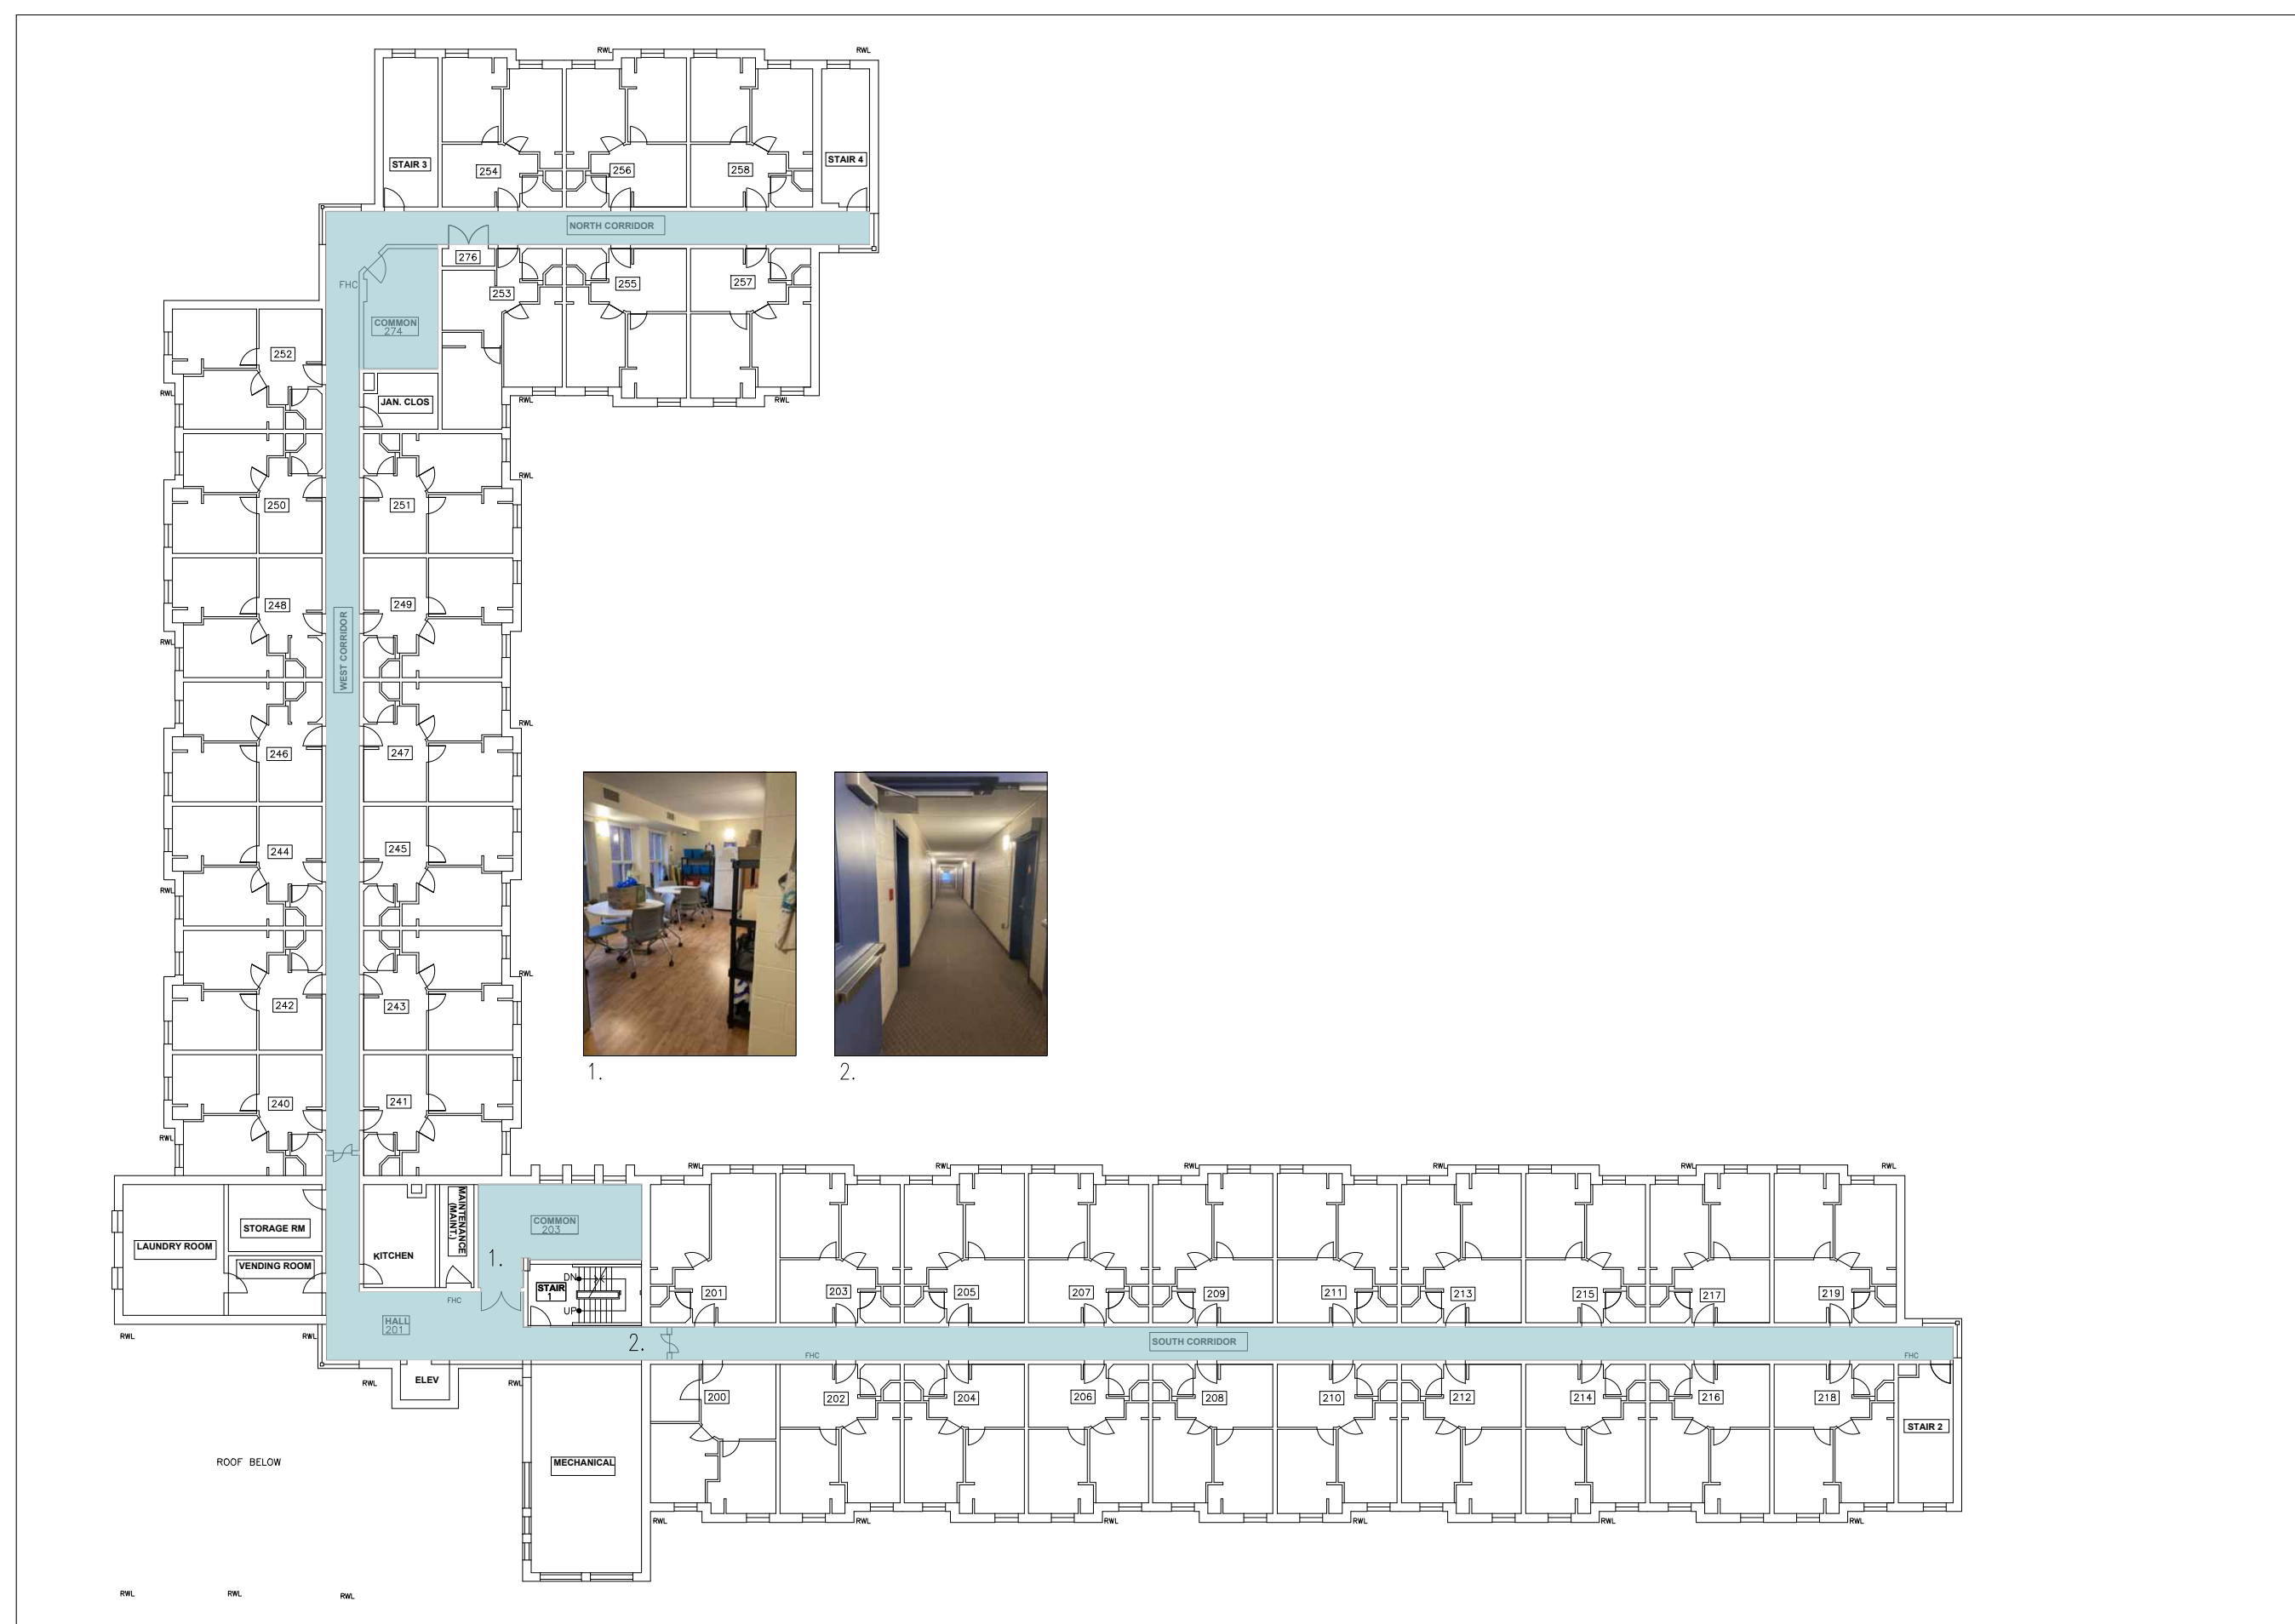 RWL
RWL
STAIR 3
254
256
258
STAIR 4
NORTH CORRIDOR
276
253
255
257
FHC
COMMON
274
252
JAN. CLOS
RWL
RWL
RWL
250
251
RWL
248
249
WEST CORRIDOR
RWL
246
247
RWL
244
245
RWL
242
243
RWL
240
241
RWL
1.
2.
RWL
RWL
RWL
RWL
RWL
RWL
LAUNDRY ROOM
STORAGE RM
VENDING ROOM
KITCHEN
MAINTENANCE
(MAINT.)
COMMON
203
1.
STAIR
1
DN
UP
FHC
HALL
201
201
203
205
207
209
211
213
215
217
219
2.
SOUTH CORRIDOR
FHC
FHC
RWL
RWL
RWL
RWL
ELEV
200
202
204
206
208
210
212
214
216
218
STAIR 2
MECHANICAL
ROOF BELOW
RWL
RWL
RWL
RWL
RWL
RWL
RWL
RWL
RWL